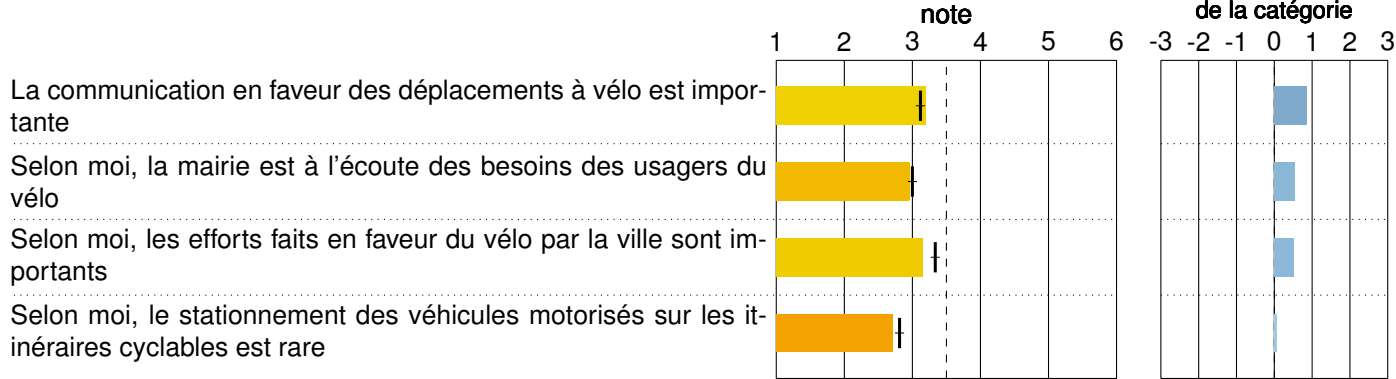 note
de la catégorie
1 2 3 4 5 6
-3 -2 -1 0 1 2 3
La communication en faveur des déplacements à vélo est impor-
tante
Selon moi, la mairie est à l'écoute des besoins des usagers du
vélo
Selon moi, les efforts faits en faveur du vélo par la ville sont im-
portants
Selon moi, le stationnement des véhicules motorisés sur les it-
inéraires cyclables est rare